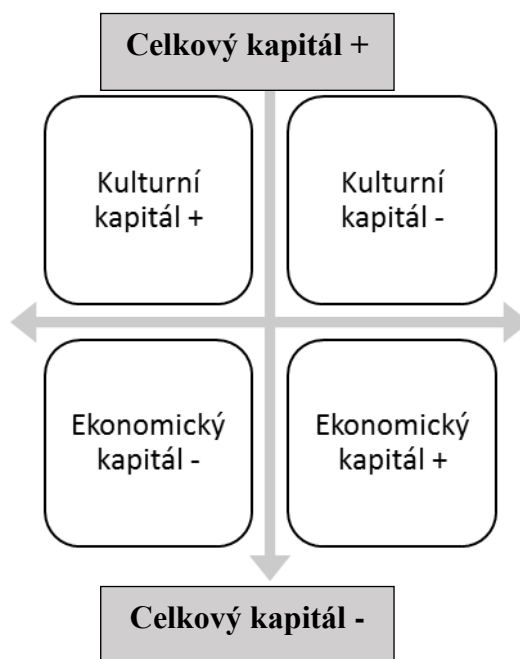 Celkový kapitál +
Kulturní
kapitál +
Kulturní
kapitál -
Ekonomický
kapitál -
Ekonomický
kapitál +
Celkový kapitál -